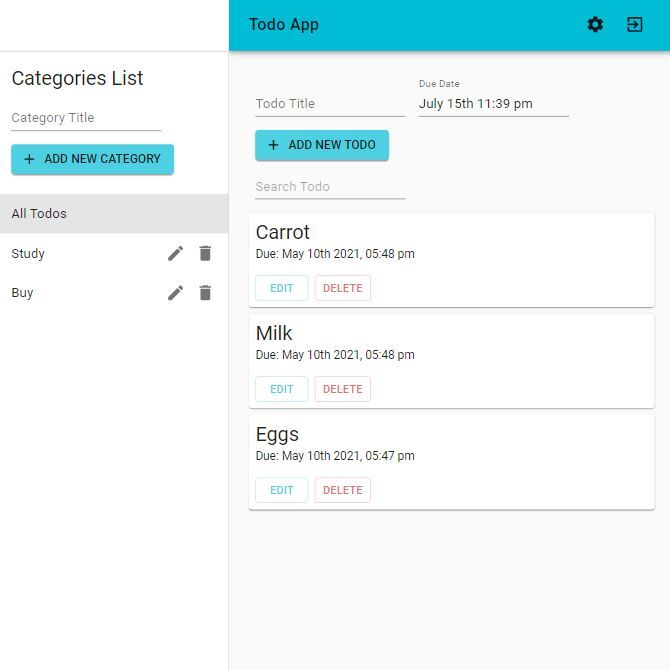 Todo App
Categories List
Category Title
ADD NEW CATEGORY
All Todos
Study
Buy
Due Date
Todo Title
July 15th 11:39 pm
ADD NEW TODO
Search Todo
Carrot
Due: May 10th 2021, 05:48 pm
EDIT DELETE
Milk
Due: May 10th 2021, 05:48 pm
EDIT DELETE
Eggs
Due: May 10th 2021, 05:47 pm
EDIT DELETE